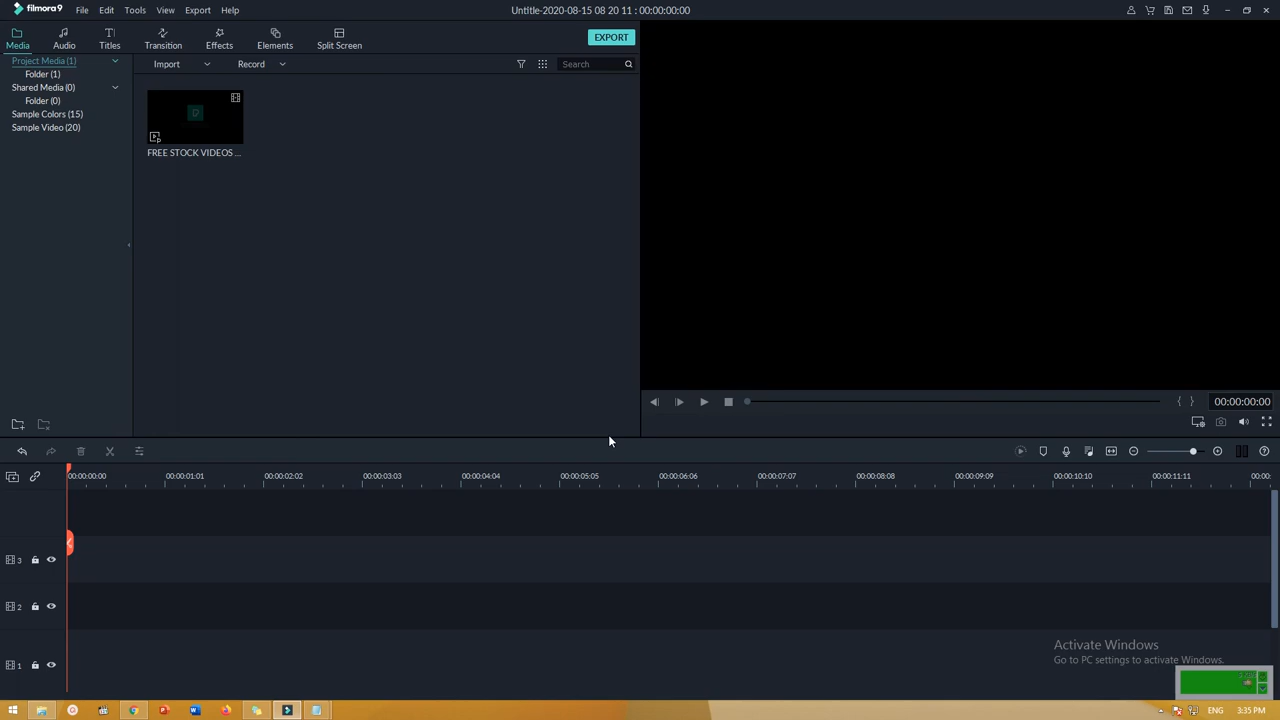 filmora9 File Edit Tools View Export Help Untitle-2020-08-15 08 20 11 : 00:00:00:00
Media Audio Titles Transition Effects Elements Split Screen EXPORT
Project Media (1)
Folder (1)
Shared Media (0)
Folder (0)
Sample Colors (15)
Sample Video (20)
Import Record Search
FREE STOCK VIDEOS ...
00:00:00:00
00:00:00:00 00:00:01:01 00:00:02:02 00:00:03:03 00:00:04:04 00:00:05:05 00:00:06:06 00:00:07:07 00:00:08:08 00:00:09:09 00:00:10:10 00:00:11:11 00:00:
3
2
1
Activate Windows
Go to PC settings to activate Windows.
ENG 3:35 PM